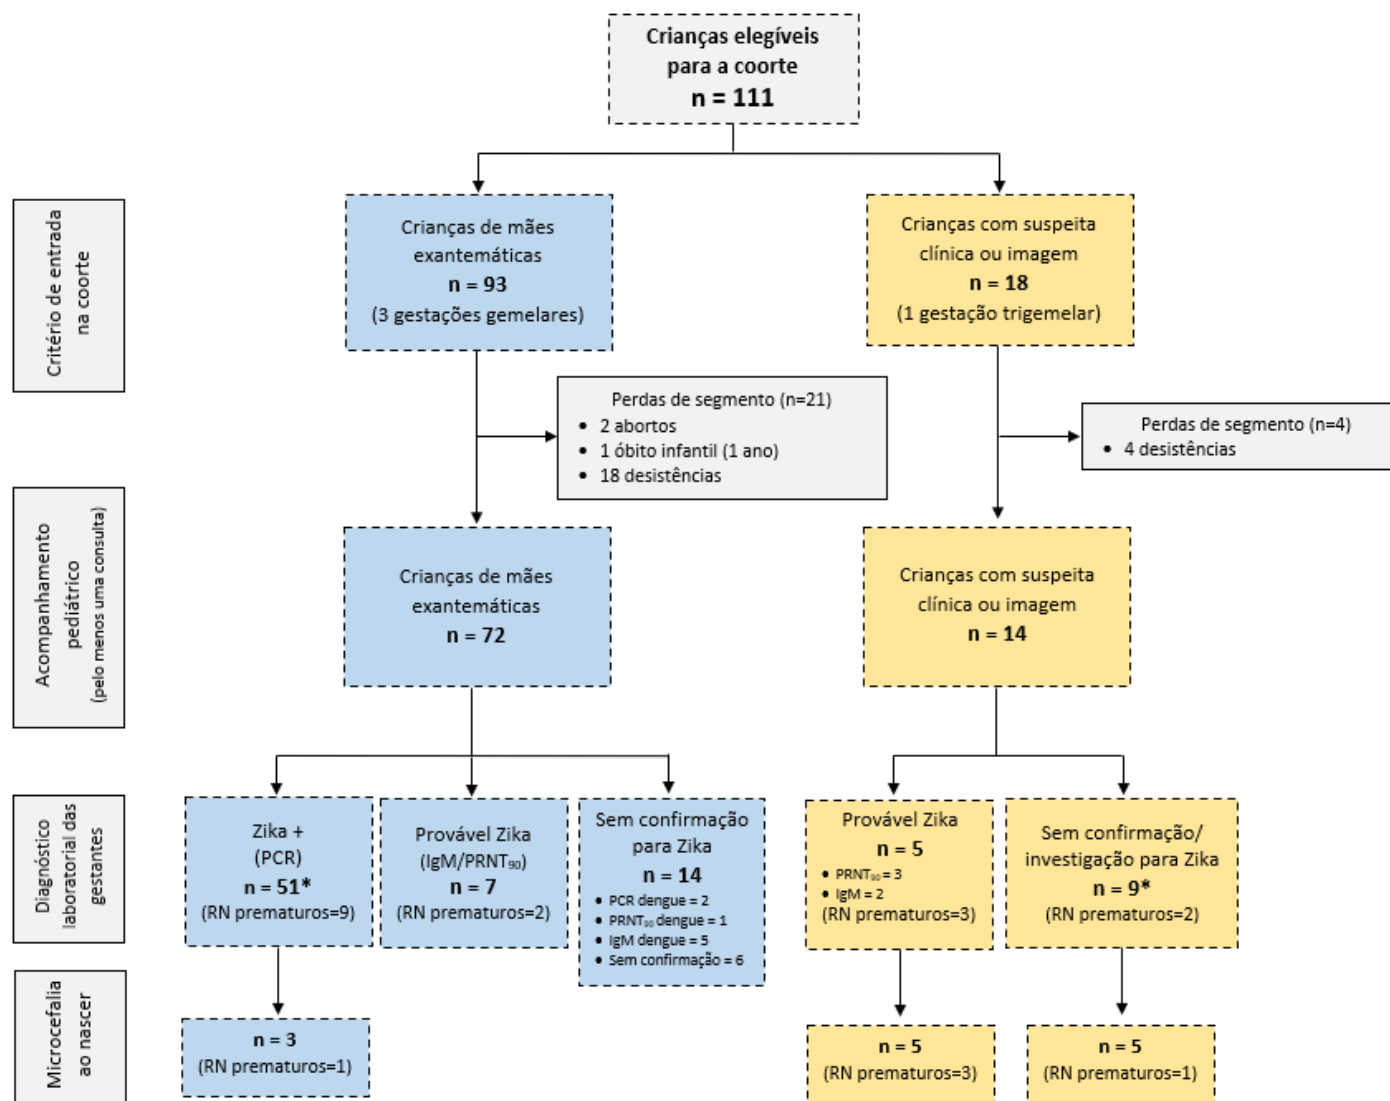 Crianças elegíveis
para a coorte
n = 111
Critério de entrada
na coorte
Crianças de mães
exantemáticas
n = 93
(3 gestações gemelares)
Crianças com suspeita
clínica ou imagem
n = 18
(1 gestação trigemelar)
Perdas de segmento (n=21)
• 2 abortos
• 1 óbito infantil (1 ano)
• 18 desistências
Perdas de segmento (n=4)
• 4 desistências
Acompanhamento
pediátrico
(pelo menos uma consulta)
Crianças de mães
exantemáticas
n = 72
Crianças com suspeita
clínica ou imagem
n = 14
Diagnóstico
laboratorial das
gestantes
Zika +
(PCR)
n = 51*
(RN prematuros=9)
Provável Zika
(IgM/PRNT₉₀)
n = 7
(RN prematuros=2)
Sem confirmação
para Zika
n = 14
• PCR dengue = 2
• PRNT₉₀ dengue = 1
• IgM dengue = 5
• Sem confirmação = 6
Provável Zika
n = 5
• PRNT₉₀ = 3
• IgM = 2
(RN prematuros=3)
Sem confirmação/
investigação para Zika
n = 9*
(RN prematuros=2)
Microcefalia
ao nascer
n = 3
(RN prematuros=1)
n = 5
(RN prematuros=3)
n = 5
(RN prematuros=1)